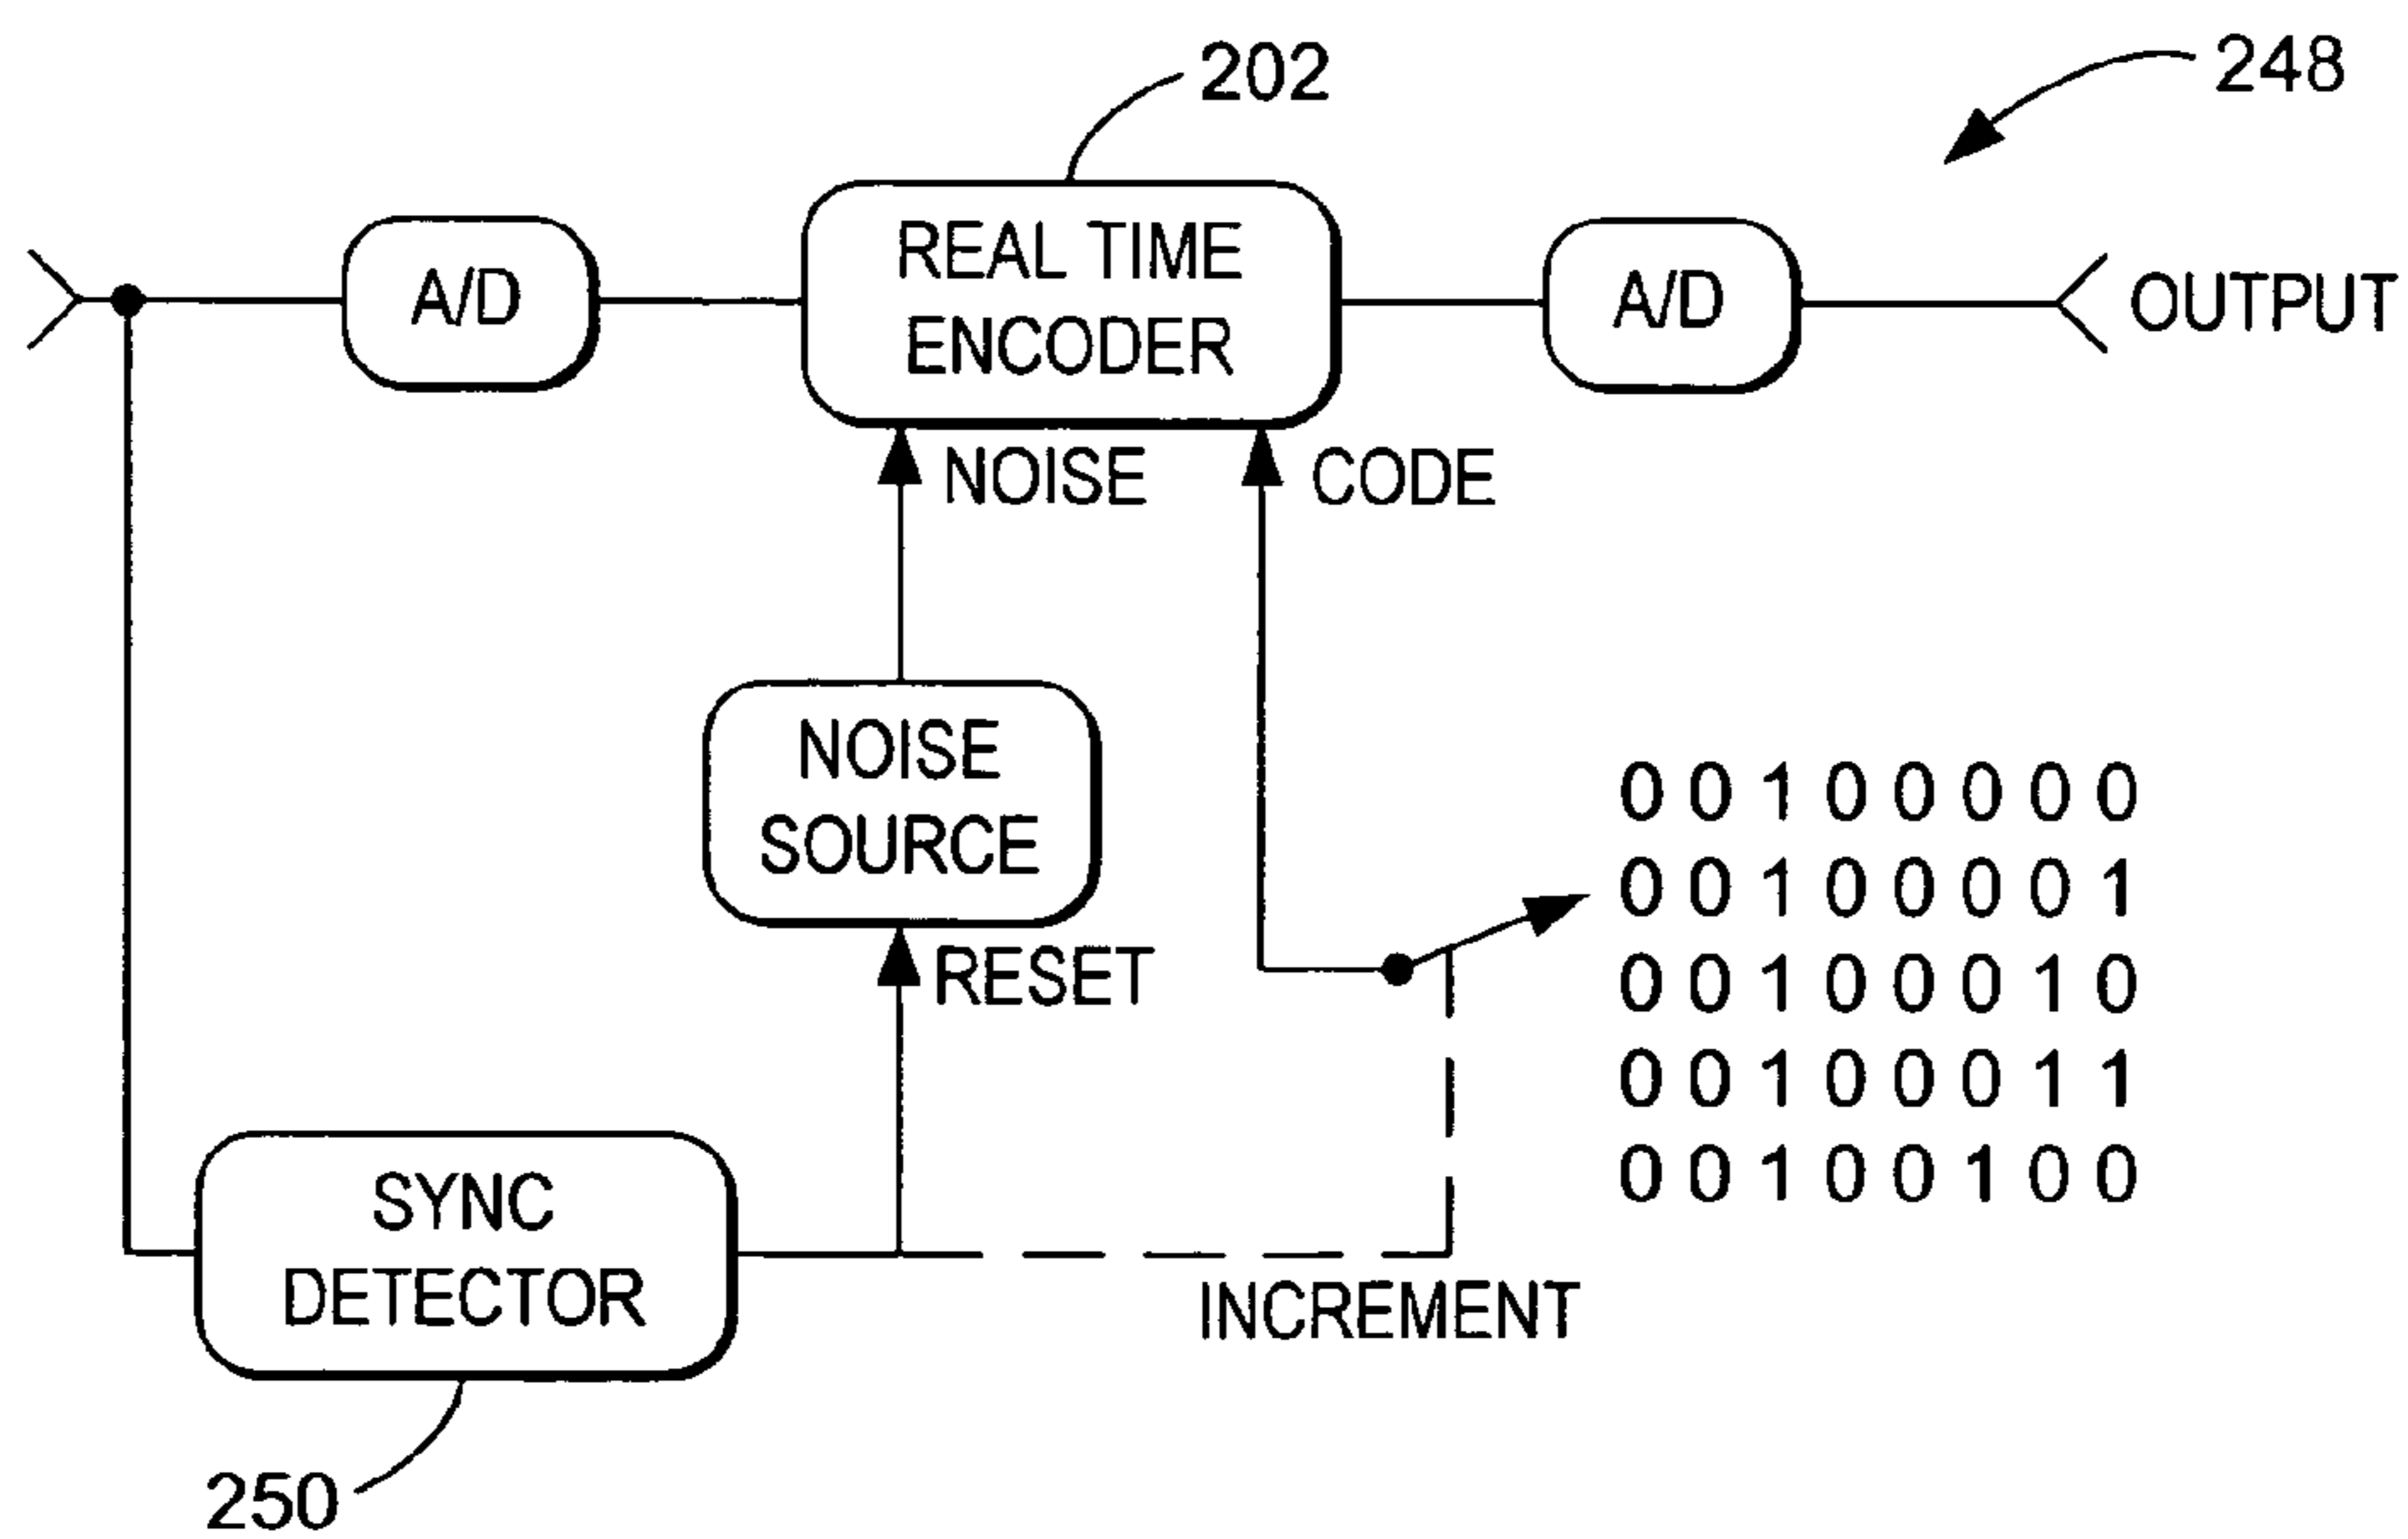 202
248
A/D
REAL TIME
ENCODER
A/D
OUTPUT
NOISE
CODE
NOISE
SOURCE
0 0 1 0 0 0 0 0
0 0 1 0 0 0 0 1
0 0 1 0 0 0 1 0
0 0 1 0 0 0 1 1
0 0 1 0 0 1 0 0
RESET
SYNC
DETECTOR
INCREMENT
250